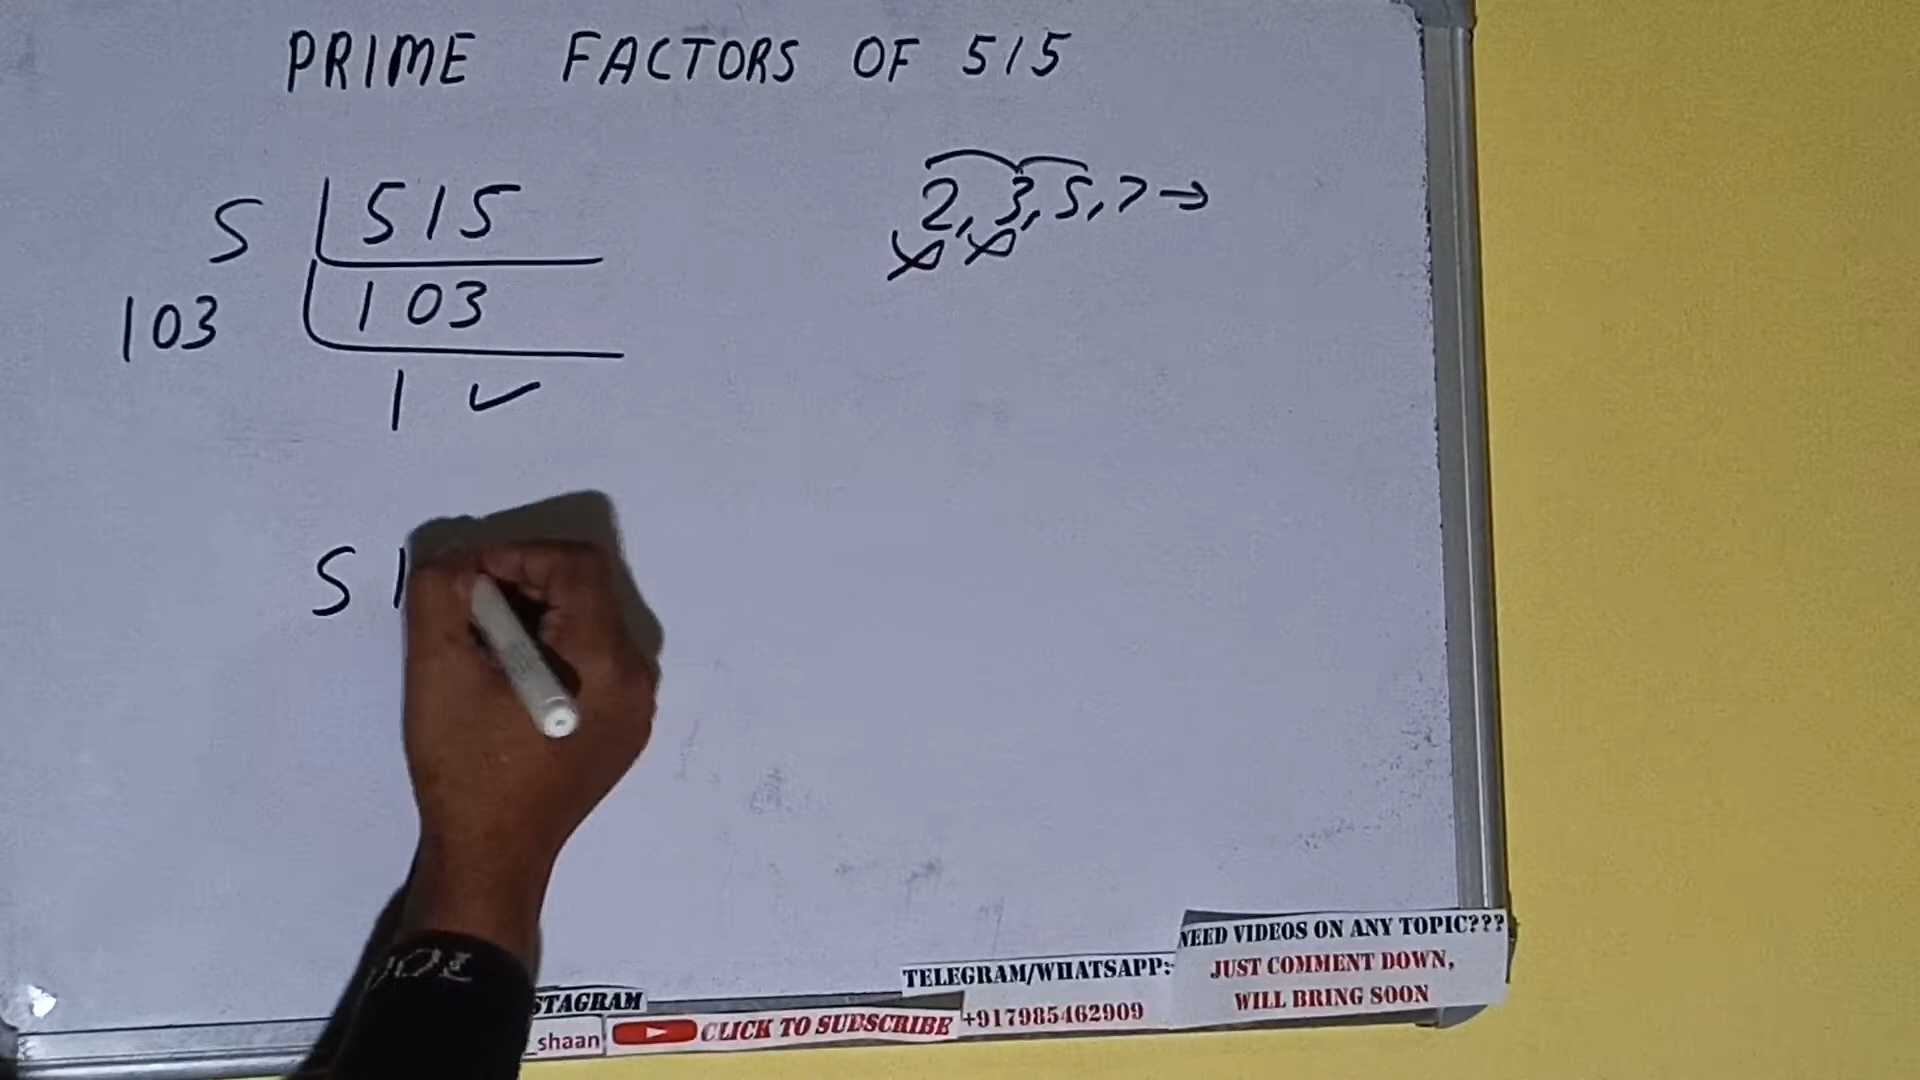 PRIME FACTORS OF 515
5 515
2, 3, 5, 7 →
103 103
1 ✓
5 1
NEED VIDEOS ON ANY TOPIC???
JUST COMMENT DOWN,
WILL BRING SOON
TELEGRAM/WHATSAPP:-
+917985462909
STAGRAM
_shaan
CLICK TO SUBSCRIBE